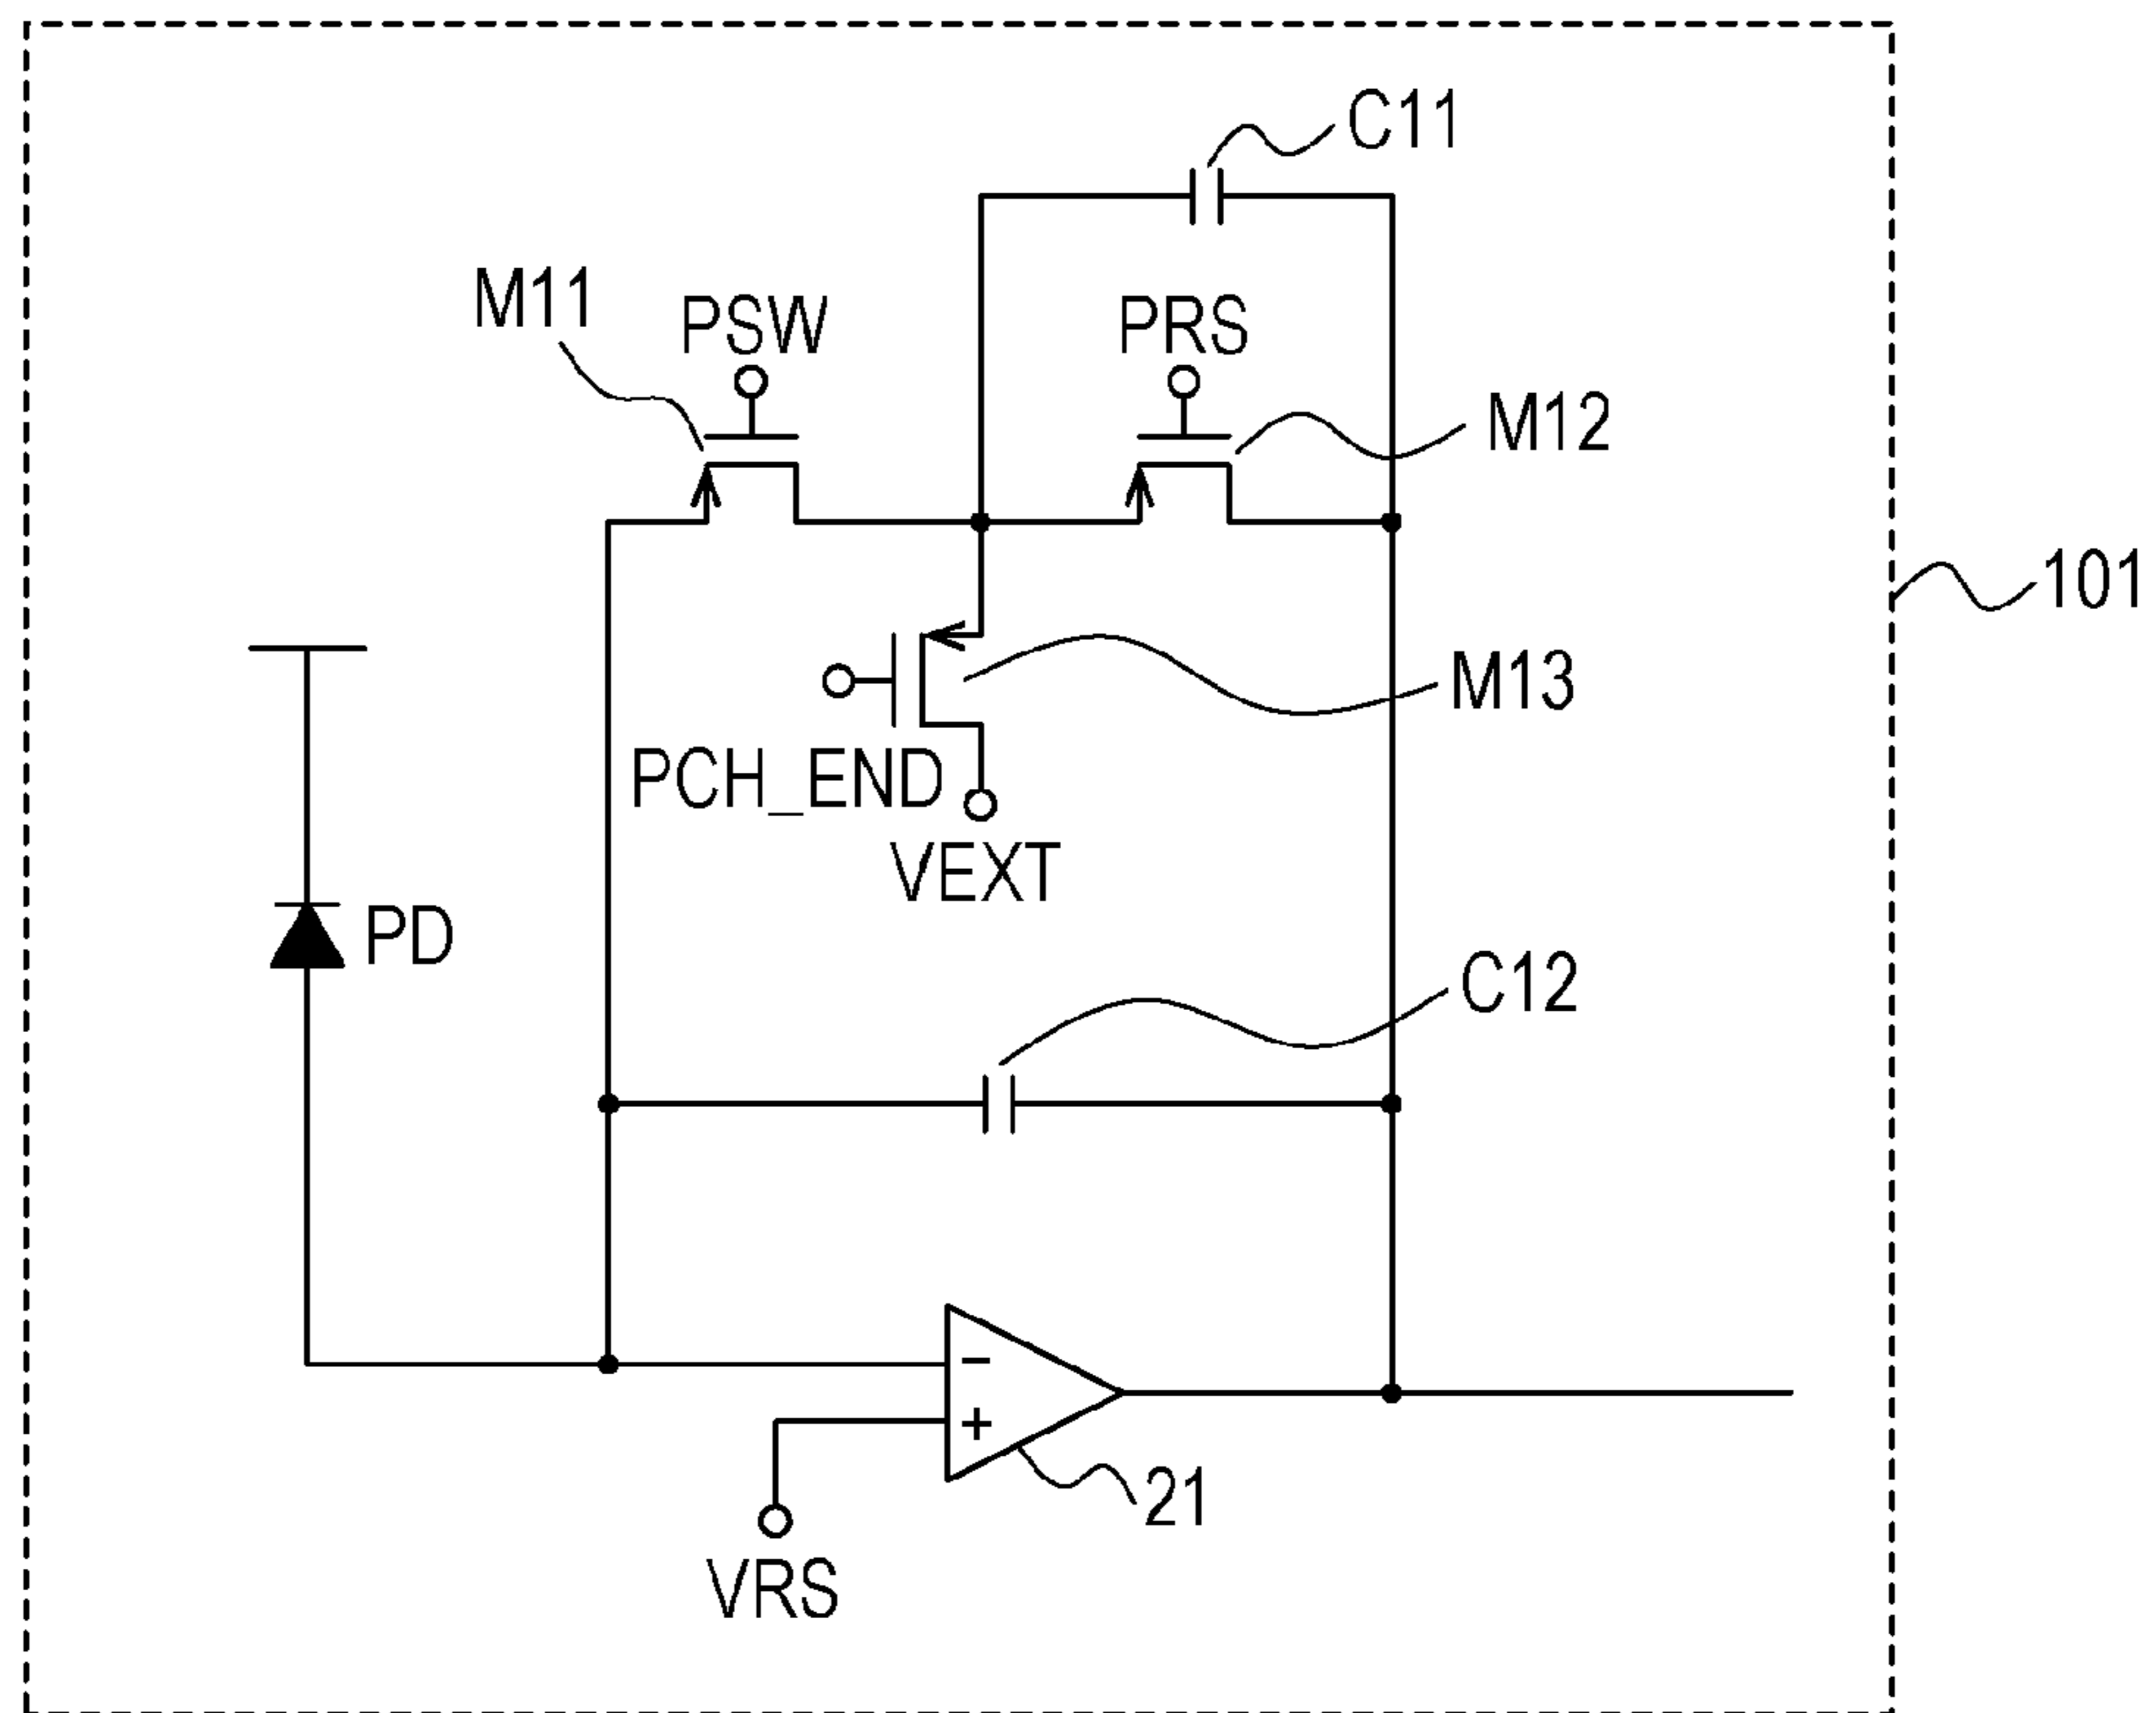 C11
M11
PSW
PRS
M12
101
M13
PCH_END
VEXT
PD
C12
-
+
21
VRS